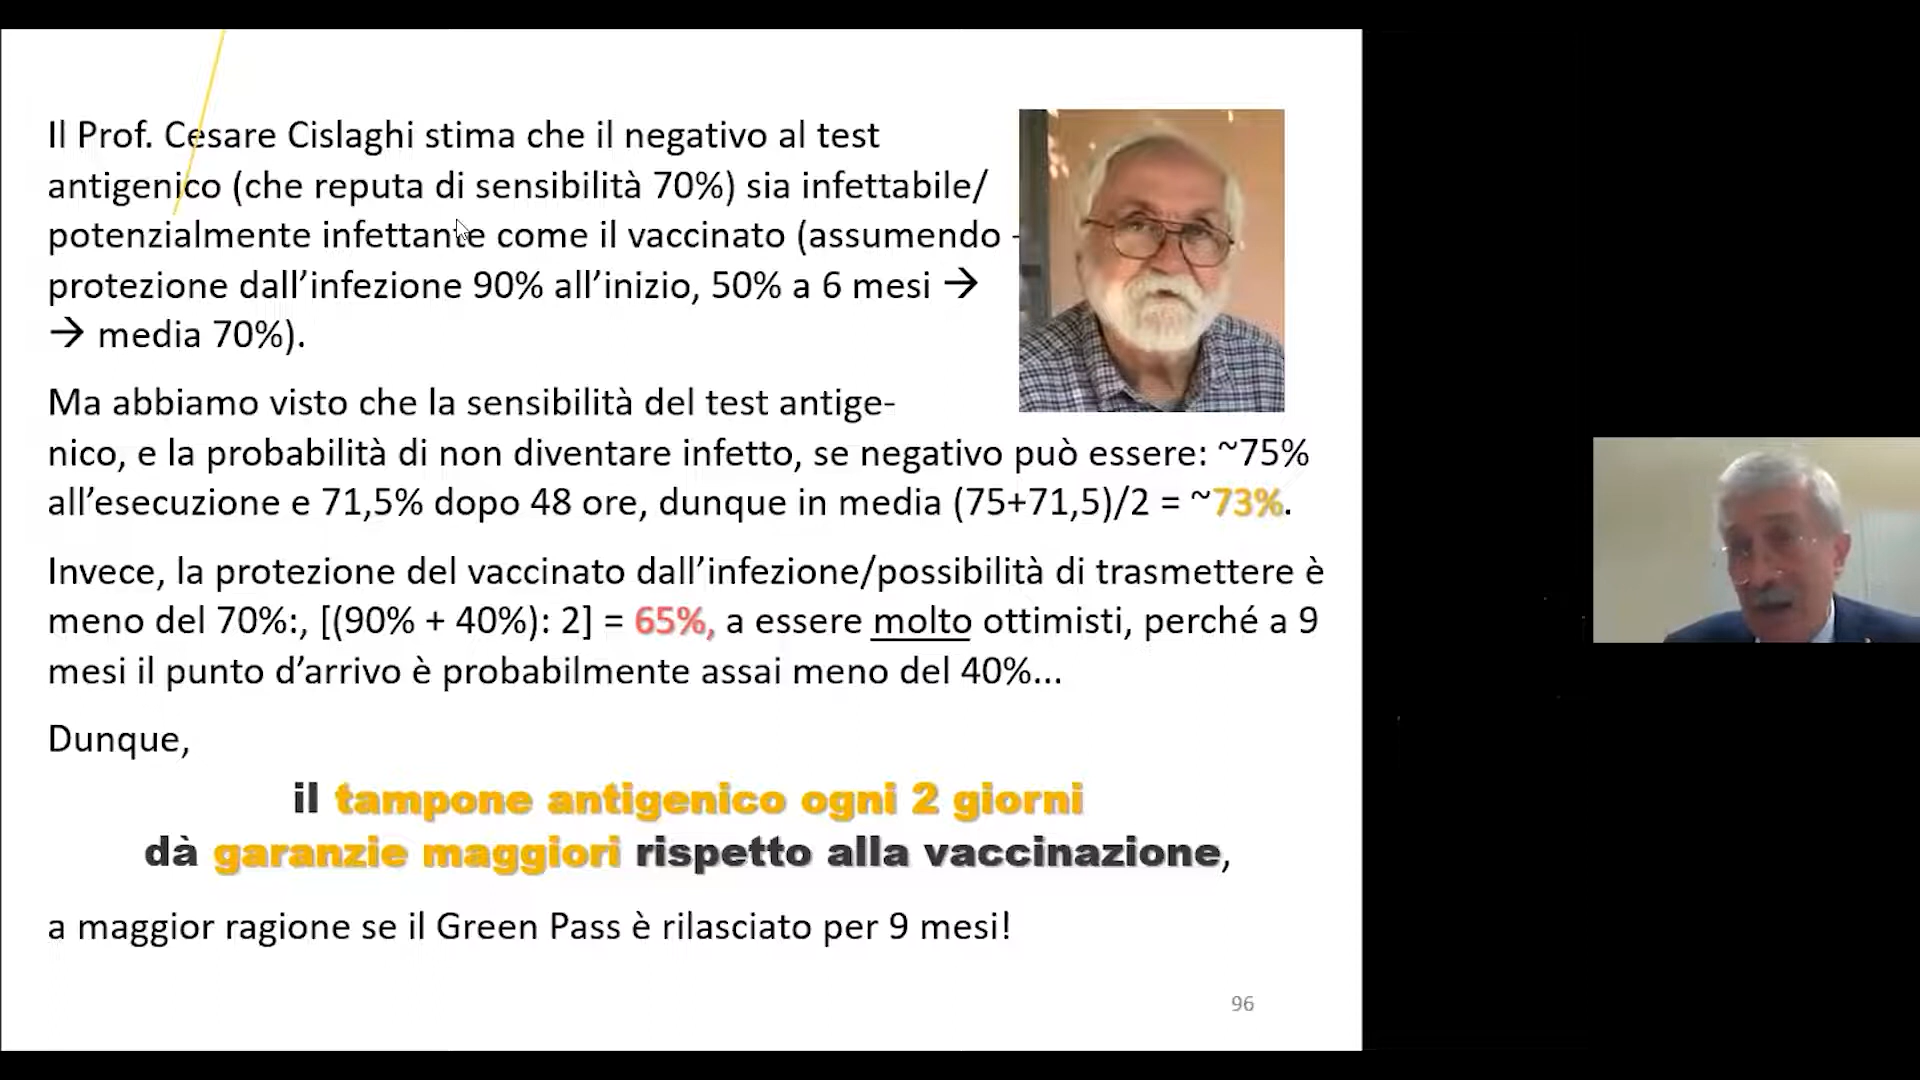 Il Prof. Cesare Cislaghi stima che il negativo al test
antigenico (che reputa di sensibilità 70%) sia infettabile/
potenzialmente infettante come il vaccinato (assumendo -
protezione dall’infezione 90% all’inizio, 50% a 6 mesi →
→ media 70%).
Ma abbiamo visto che la sensibilità del test antige-
nico, e la probabilità di non diventare infetto, se negativo può essere: ~75%
all’esecuzione e 71,5% dopo 48 ore, dunque in media (75+71,5)/2 = ~73%.
Invece, la protezione del vaccinato dall’infezione/possibilità di trasmettere è
meno del 70%:, [(90% + 40%): 2] = 65%, a essere molto ottimisti, perché a 9
mesi il punto d’arrivo è probabilmente assai meno del 40%...
Dunque,
il tampone antigenico ogni 2 giorni
dà garanzie maggiori rispetto alla vaccinazione,
a maggior ragione se il Green Pass è rilasciato per 9 mesi!
96